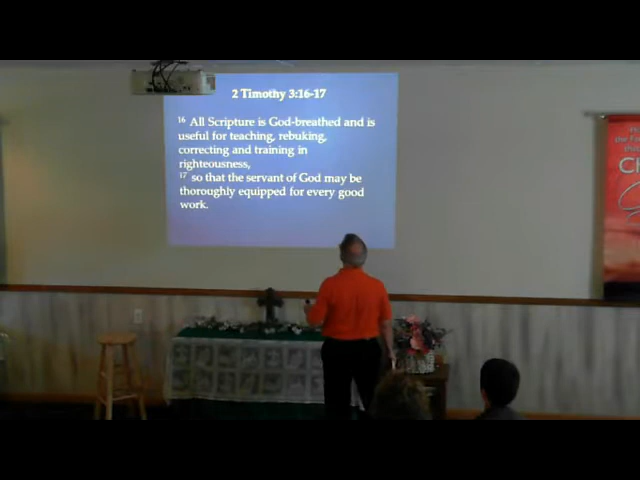 2 Timothy 3:16-17
16 All Scripture is God-breathed and is
useful for teaching, rebuking,
correcting and training in
righteousness,
17 so that the servant of God may be
thoroughly equipped for every good
work.